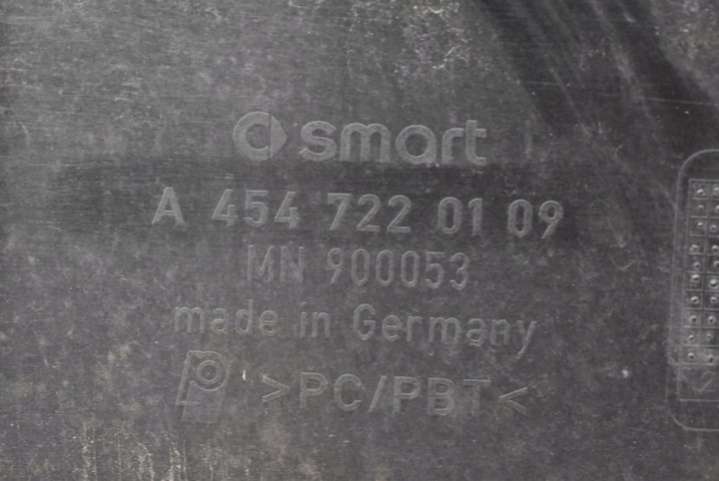 smart
A 454 722 01 09
MN 900053
made in Germany
>PC/PBT<